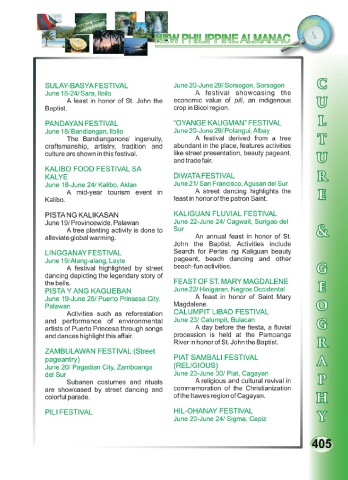 NEW PHILIPPINE ALMANAC
SULAY-BASYA FESTIVAL
June 18-24/ Sara, Iloilo
A feast in honor of St. John the
Baptist.
PANDAYAN FESTIVAL
June 18/ Bandiangan, Iloilo
The Bandianganons' ingenuity,
craftsmanship, artistry, tradition and
culture are shown in this festival.
KALIBO FOOD FESTIVAL SA
KALYE
June 18-June 24/ Kalibo, Aklan
A mid-year tourism event in
Kalibo.
PISTA NG KALIKASAN
June 19/ Provincewide, Palawan
A tree planting activity is done to
alleviate global warming.
LINGGANAY FESTIVAL
June 19/ Alang-alang, Leyte
A festival highlighted by street
dancing depicting the legendary story of
the bells.
PISTA Y ANG KAGUEBAN
June 19-June 25/ Puerto Prinsesa City,
Palawan
Activities such as reforestation
and performance of environmental
artists of Puerto Princesa through songs
and dances highlight this affair.
ZAMBULAWAN FESTIVAL (Street
pageantry)
June 20/ Pagadian City, Zamboanga
del Sur
Subanen costumes and rituals
are showcased by street dancing and
colorful parade.
PILI FESTIVAL
June 20-June 29/ Sorsogon, Sorsogon
A festival showcasing the
economic value of pili, an indigenous
crop in Bicol region.
"OYANGE KAUGMAN" FESTIVAL
June 20-June 29/ Polangui, Albay
A festival derived from a tree
abundant in the place, features activities
like street presentation, beauty pageant,
and trade fair.
DIWATA FESTIVAL
June 21/ San Francisco, Agusan del Sur
A street dancing highlights the
feast in honor of the patron Saint.
KALIGUAN FLUVIAL FESTIVAL
June 22-June 24/ Cagwait, Surigao del
Sur
An annual feast in honor of St.
John the Baptist. Activities include
Search for Perlas ng Kaliguan beauty
pageant, beach dancing and other
beach-fun activities.
FEAST OF ST. MARY MAGDALENE
June 22/ Hinigaran, Negros Occidental
A feast in honor of Saint Mary
Magdalene.
CALUMPIT LIBAD FESTIVAL
June 23/ Calumpit, Bulacan
A day before the fiesta, a fluvial
procession is held at the Pampanga
River in honor of St. John the Baptist.
PIAT SAMBALI FESTIVAL
(RELIGIOUS)
June 23-June 30/ Piat, Cagayan
A religious and cultural revival in
commemoration of the Christianization
of the Itawes region of Cagayan.
HIL-OHANAY FESTIVAL
June 23-June 24/ Sigma, Capiz
C
U
L
T
U
R
E
&
G
E
O
G
R
A
P
H
Y
405